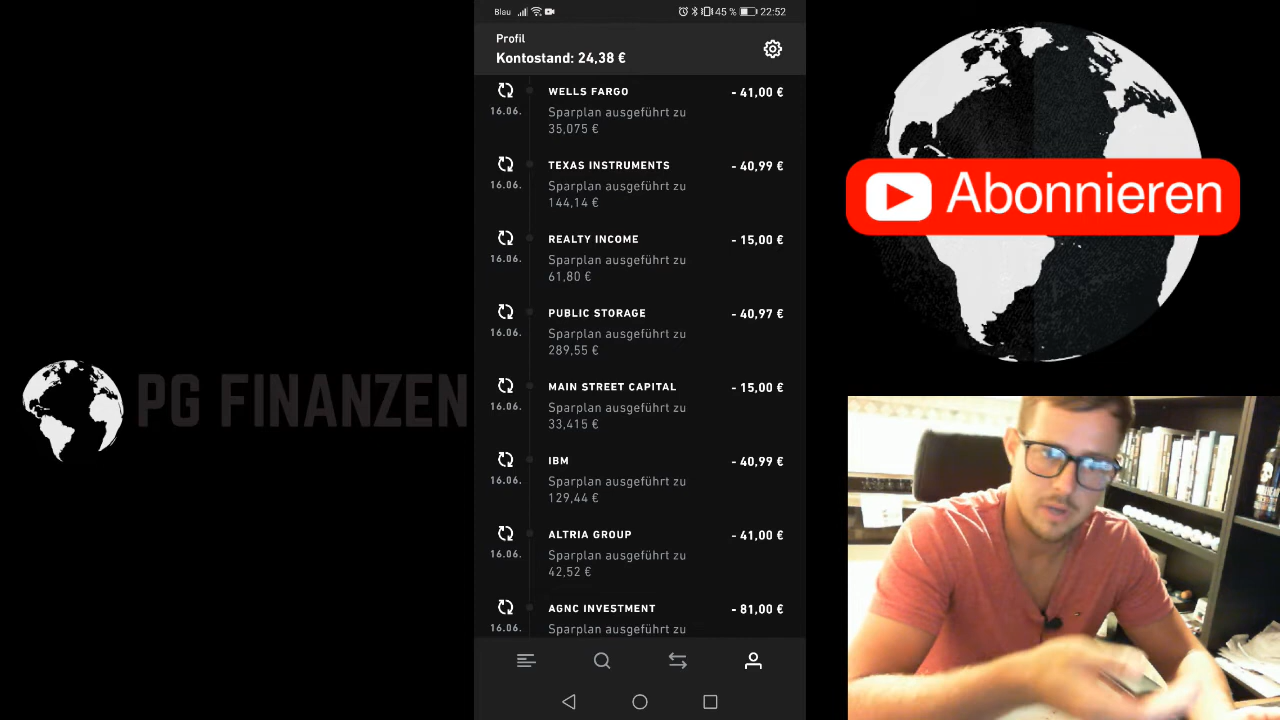 Blau
45 %
22:52
Profil
Kontostand: 24,38 €
WELLS FARGO
- 41,00 €
16.06.
Sparplan ausgeführt zu
35,075 €
TEXAS INSTRUMENTS
- 40,99 €
16.06.
Sparplan ausgeführt zu
144,14 €
REALTY INCOME
- 15,00 €
16.06.
Sparplan ausgeführt zu
61,80 €
PUBLIC STORAGE
- 40,97 €
16.06.
Sparplan ausgeführt zu
289,55 €
MAIN STREET CAPITAL
- 15,00 €
16.06.
Sparplan ausgeführt zu
33,415 €
IBM
- 40,99 €
16.06.
Sparplan ausgeführt zu
129,44 €
ALTRIA GROUP
- 41,00 €
16.06.
Sparplan ausgeführt zu
42,52 €
AGNC INVESTMENT
- 81,00 €
16.06.
Sparplan ausgeführt zu
PG FINANZEN
Abonnieren